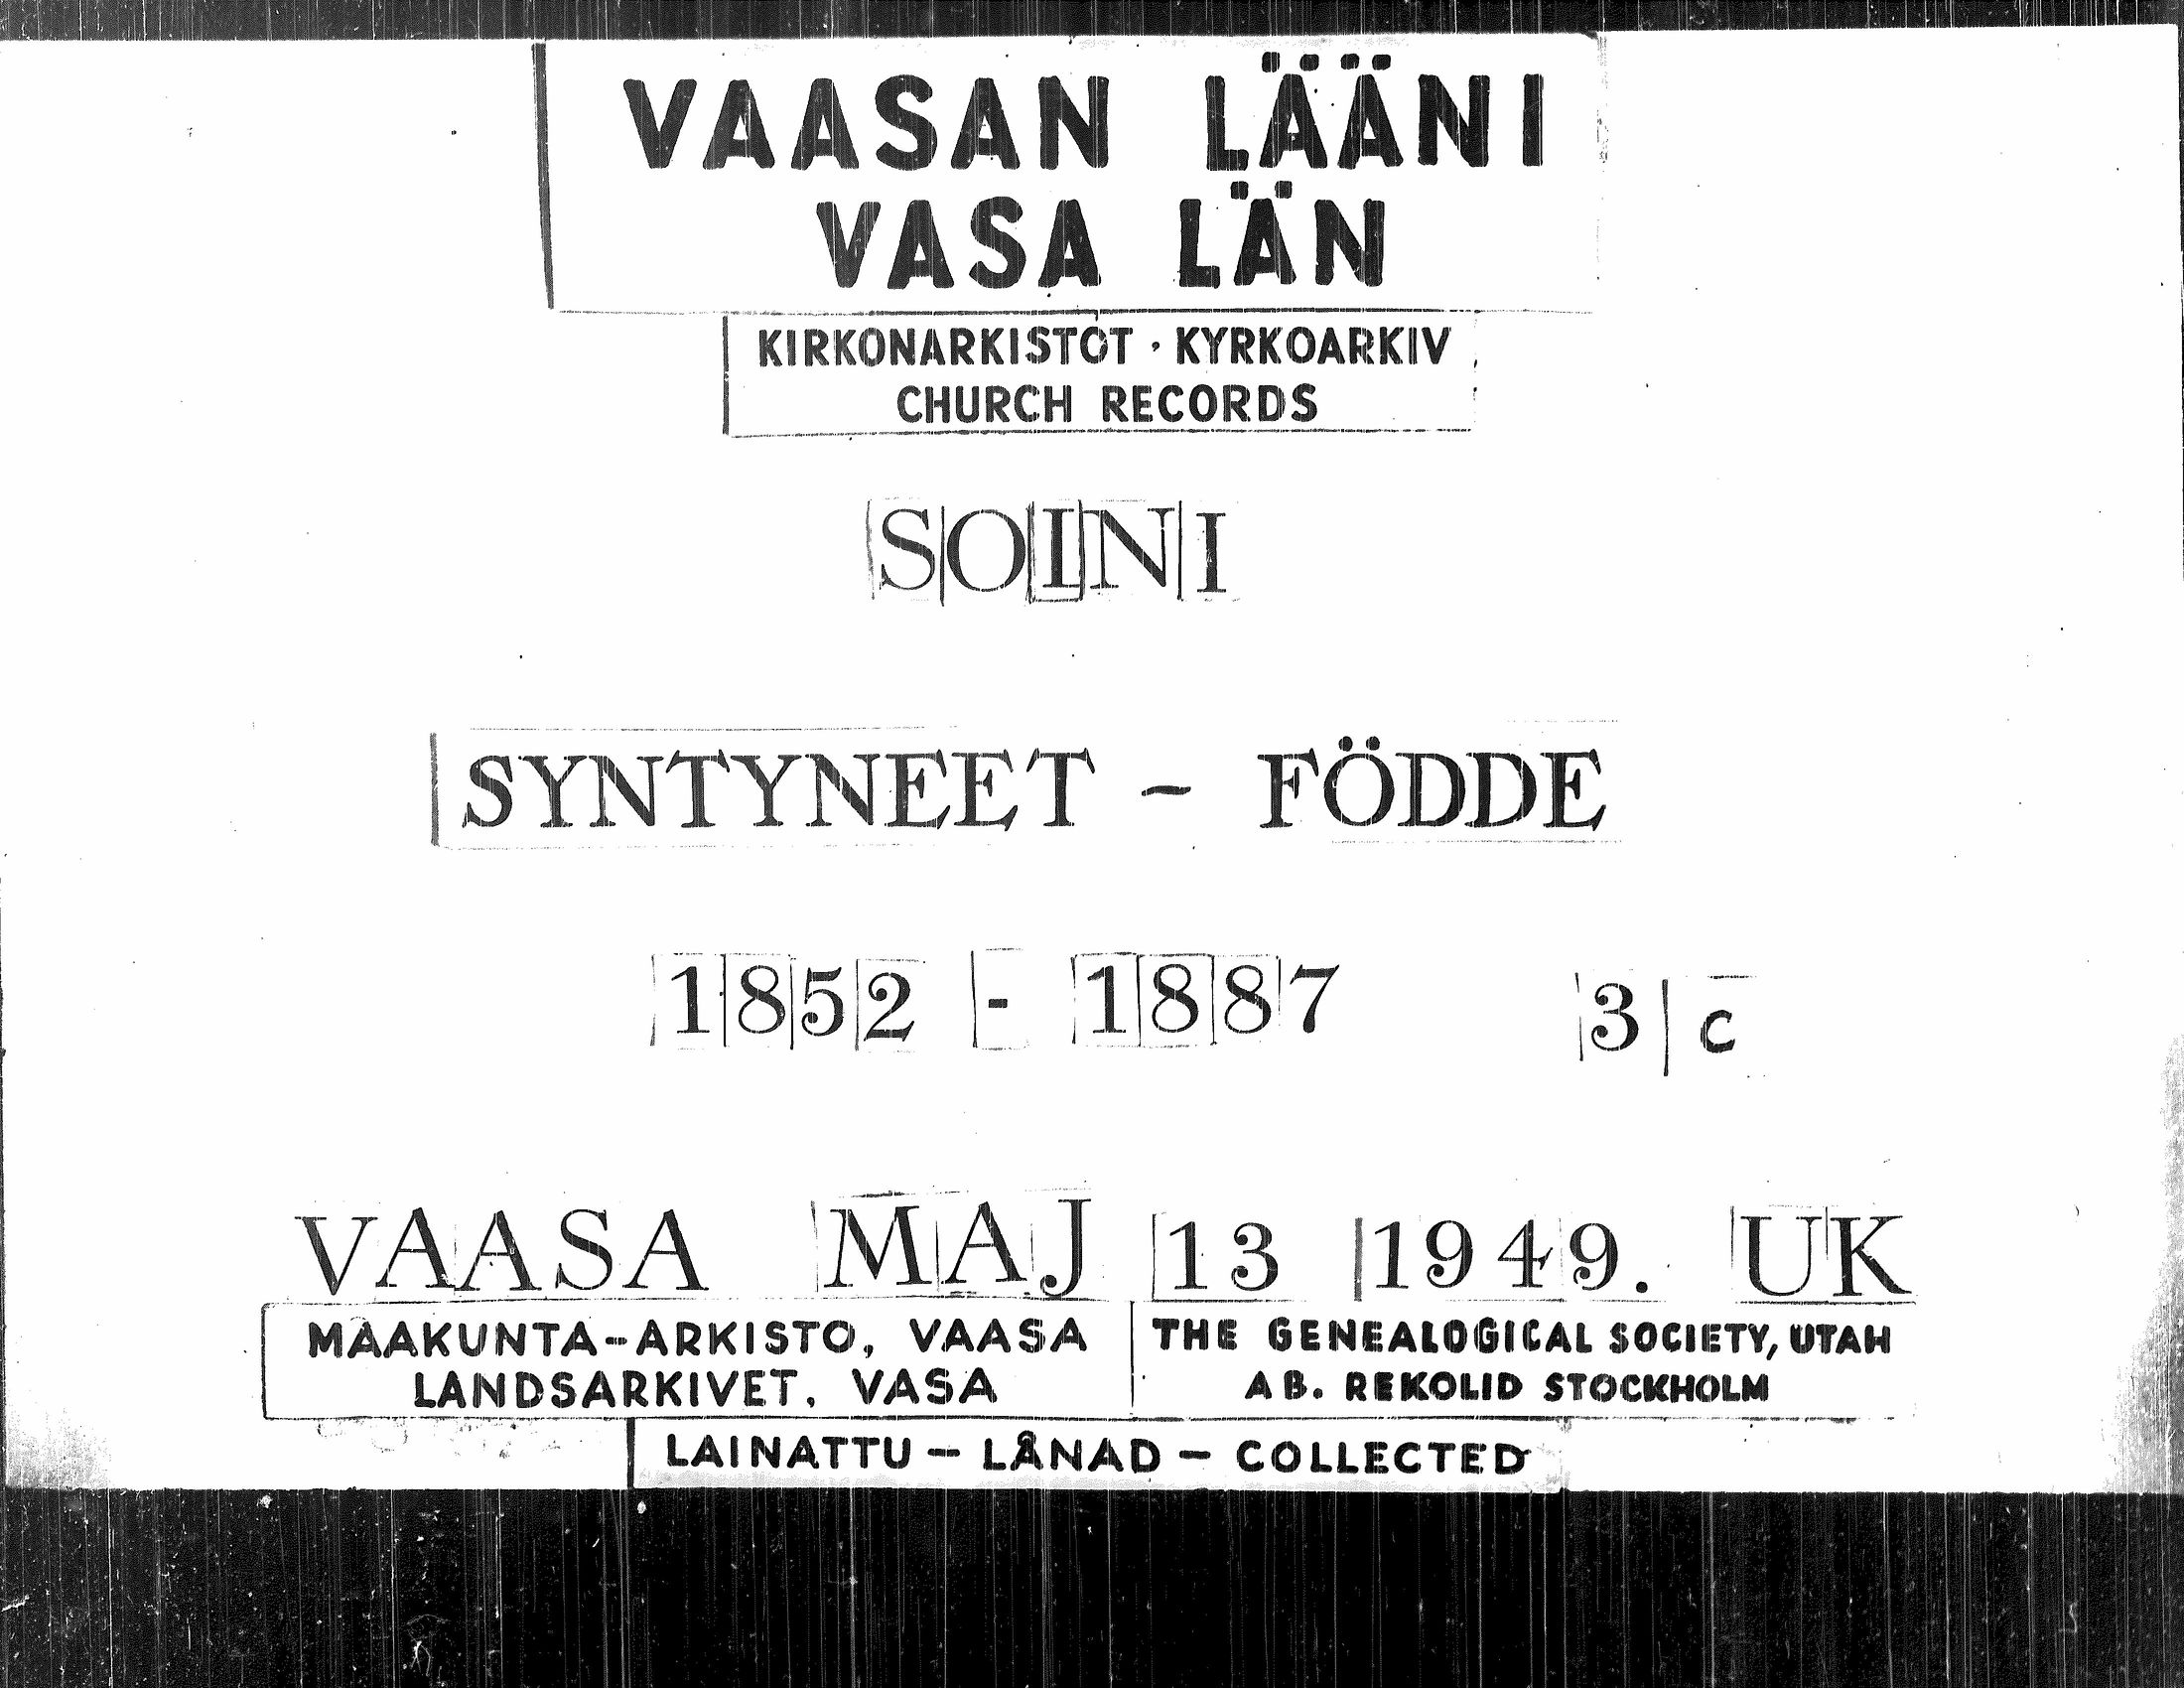 VAASAN LÄÄNI
VASA LÄN
KIRKONARKISTOT · KYRKOARKIV
CHURCH RECORDS
SOINI
SYNTYNEET - FÖDDE
1852 - 1887 3 c
VAASA MAJ 13 1949. UK
MAAKUNTA-ARKISTO, VAASA
LANDSARKIVET, VASA
THE GENEALOGICAL SOCIETY, UTAH
AB. REKOLID STOCKHOLM
LAINATTU - LÅNAD - COLLECTED